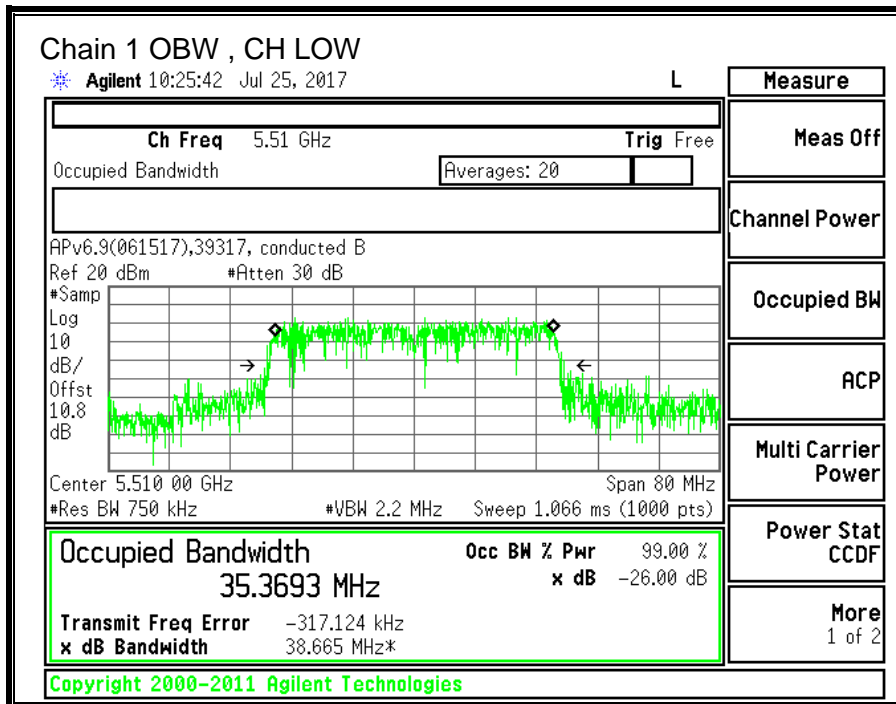 Chain 1 OBW , CH LOW
Agilent 10:25:42 Jul 25, 2017 L
Measure
Ch Freq 5.51 GHz Trig Free
Occupied Bandwidth Averages: 20
APv6.9(061517),39317, conducted B
Ref 20 dBm #Atten 30 dB
#Samp
Log
10
dB/
Offst
10.8
dB
Center 5.510 00 GHz Span 80 MHz
#Res BW 750 kHz #VBW 2.2 MHz Sweep 1.066 ms (1000 pts)
Occupied Bandwidth Occ BW % Pwr 99.00 %
35.3693 MHz x dB -26.00 dB
Transmit Freq Error -317.124 kHz
x dB Bandwidth 38.665 MHz*
Meas Off
Channel Power
Occupied BW
ACP
Multi Carrier
Power
Power Stat
CCDF
More
1 of 2
Copyright 2000-2011 Agilent Technologies